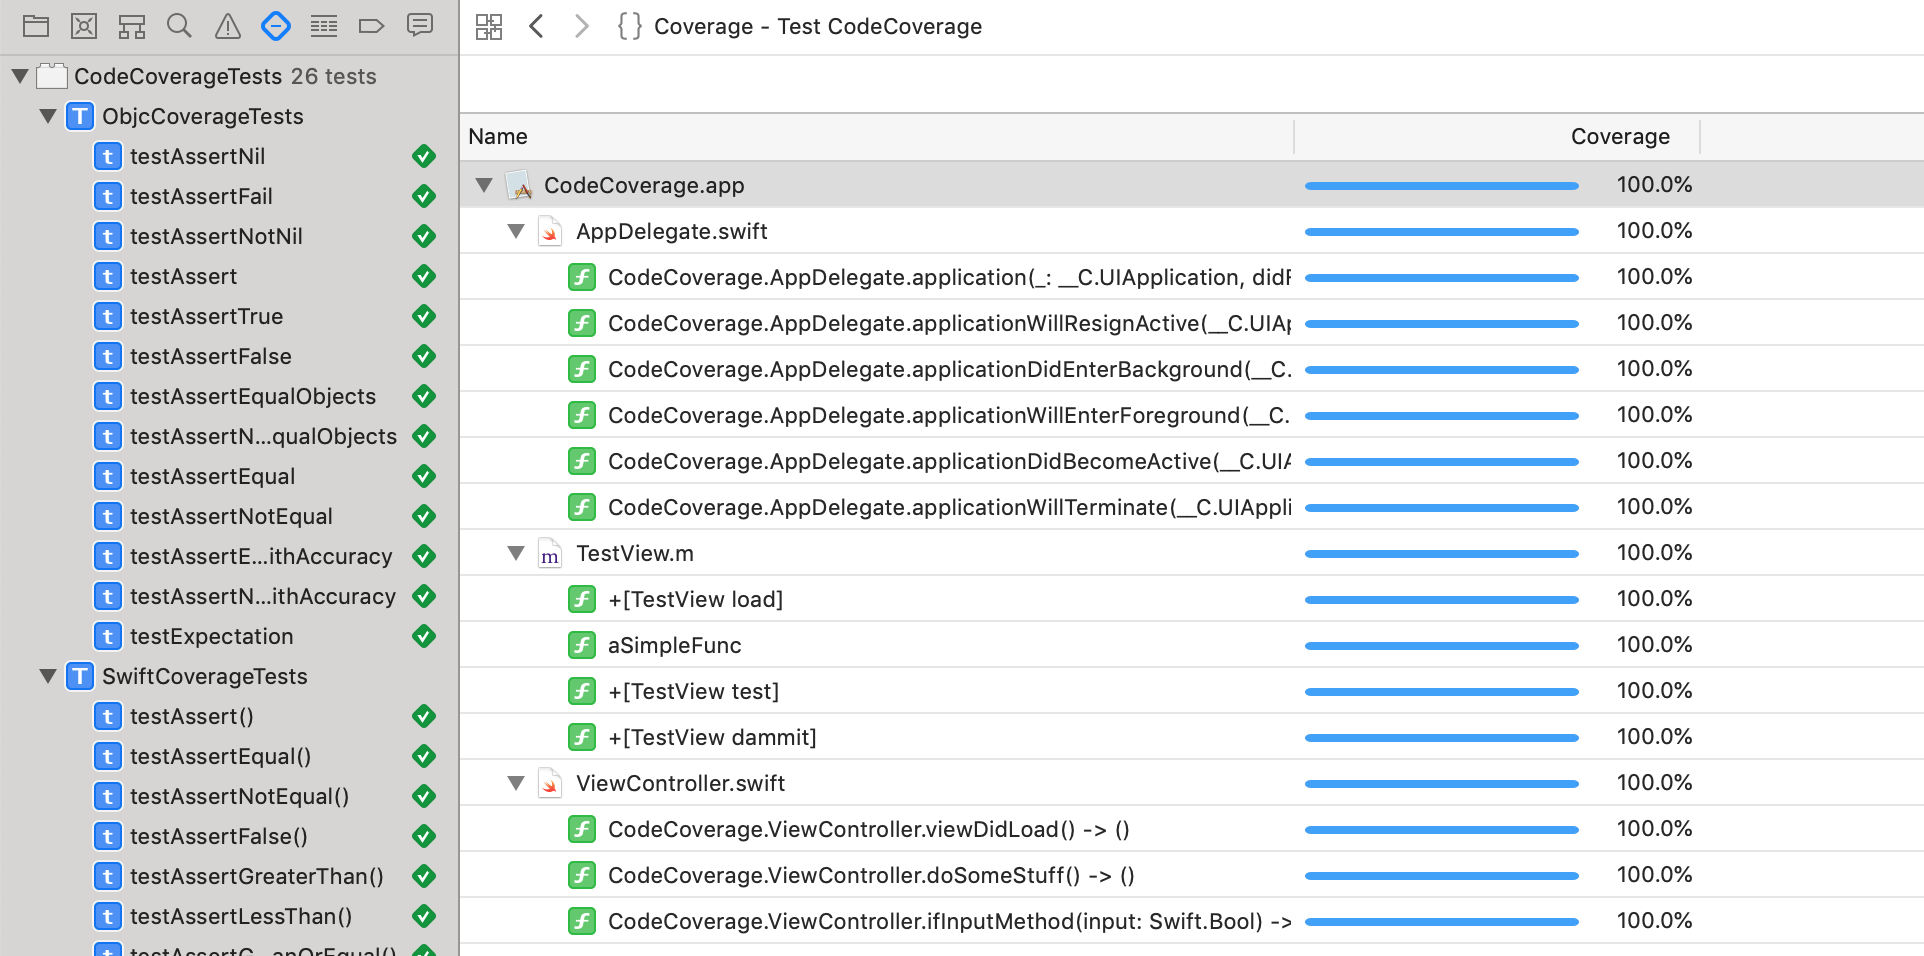 Coverage - Test CodeCoverage
CodeCoverageTests 26 tests
ObjcCoverageTests
testAssertNil
testAssertFail
testAssertNotNil
testAssert
testAssertTrue
testAssertFalse
testAssertEqualObjects
testAssertN...qualObjects
testAssertEqual
testAssertNotEqual
testAssertE...ithAccuracy
testAssertN...ithAccuracy
testExpectation
SwiftCoverageTests
testAssert()
testAssertEqual()
testAssertNotEqual()
testAssertFalse()
testAssertGreaterThan()
testAssertLessThan()
testAssertG...anOrEqual()
Name Coverage
CodeCoverage.app 100.0%
AppDelegate.swift 100.0%
CodeCoverage.AppDelegate.application(_: __C.UIApplication, didF 100.0%
CodeCoverage.AppDelegate.applicationWillResignActive(__C.UIAp 100.0%
CodeCoverage.AppDelegate.applicationDidEnterBackground(__C. 100.0%
CodeCoverage.AppDelegate.applicationWillEnterForeground(__C. 100.0%
CodeCoverage.AppDelegate.applicationDidBecomeActive(__C.UIA 100.0%
CodeCoverage.AppDelegate.applicationWillTerminate(__C.UIAppli 100.0%
TestView.m 100.0%
+[TestView load] 100.0%
aSimpleFunc 100.0%
+[TestView test] 100.0%
+[TestView dammit] 100.0%
ViewController.swift 100.0%
CodeCoverage.ViewController.viewDidLoad() -> () 100.0%
CodeCoverage.ViewController.doSomeStuff() -> () 100.0%
CodeCoverage.ViewController.ifInputMethod(input: Swift.Bool) -> 100.0%